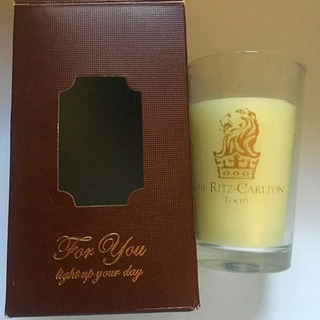 For You
light up your day
THE RITZ-CARLTON
TOKYO